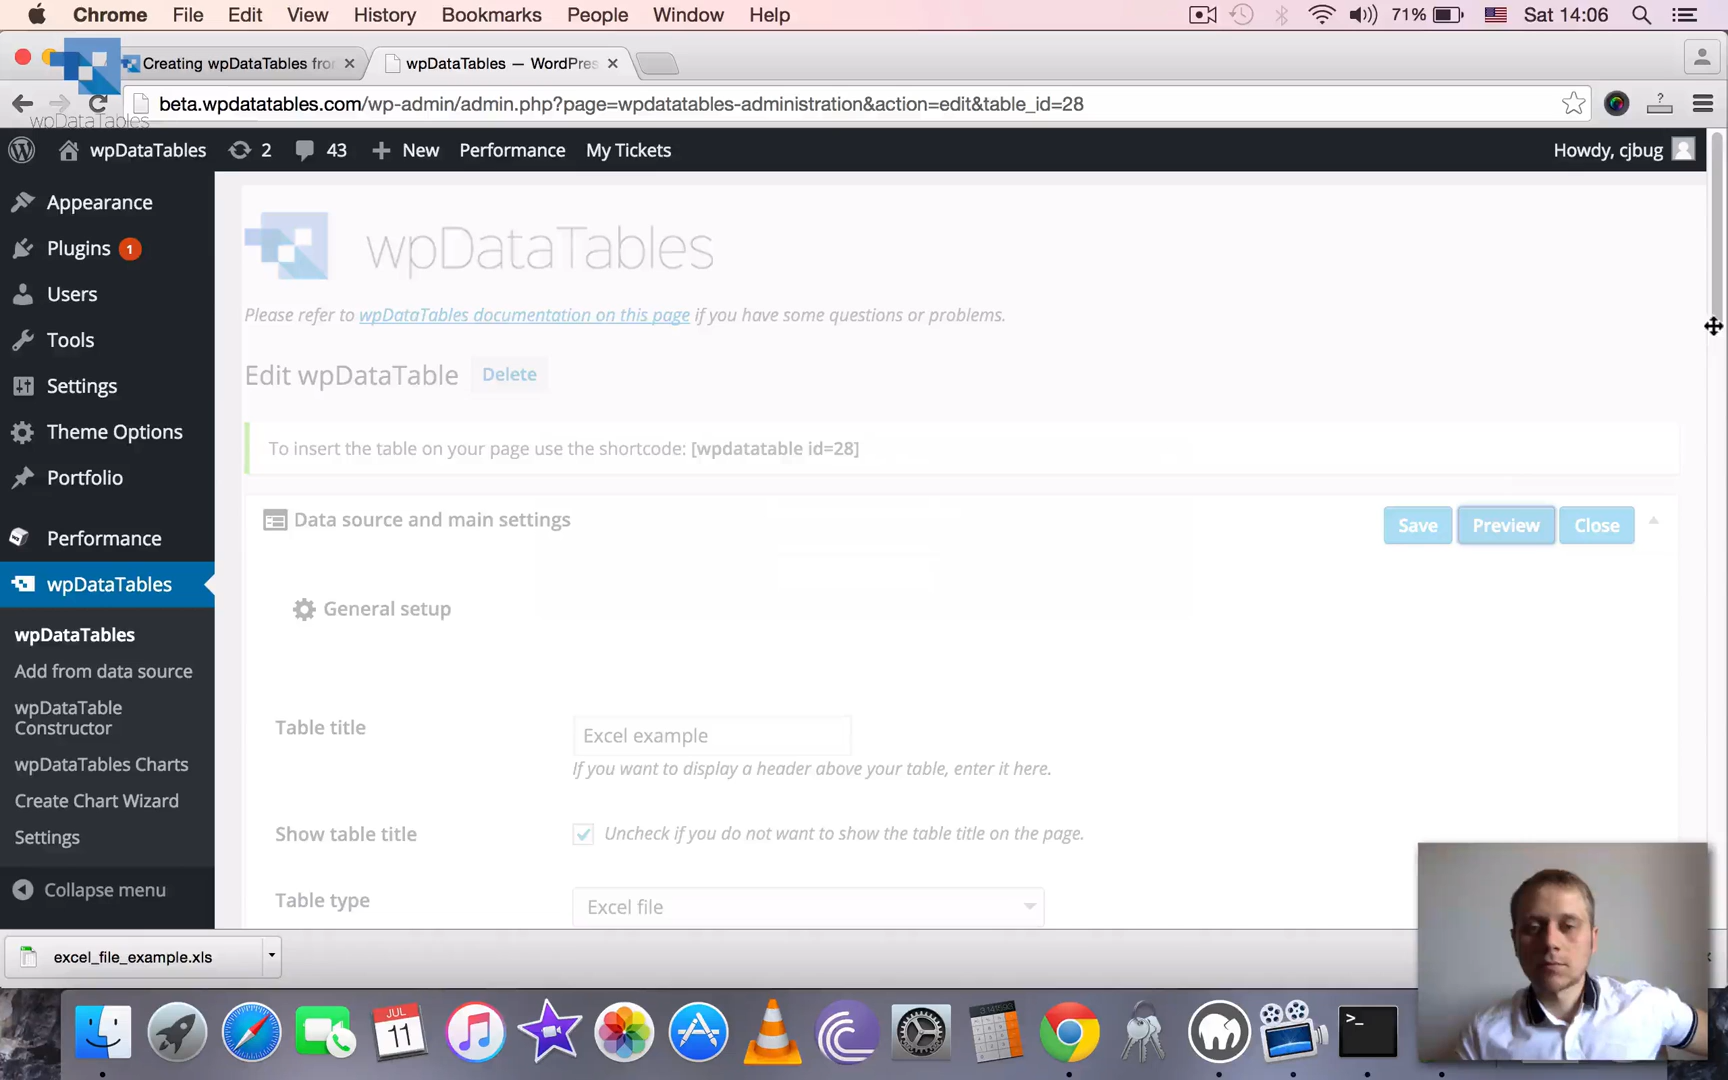 Chrome File Edit View History Bookmarks People Window Help 71% Sat 14:06
Creating wpDataTables fro
wpDataTables — WordPres
beta.wpdatatables.com/wp-admin/admin.php?page=wpdatatables-administration&action=edit&table_id=28
wpDataTables
wpDataTables 2 43 New Performance My Tickets Howdy, cjbug
Appearance
Plugins 1
Users
Tools
Settings
Theme Options
Portfolio
Performance
wpDataTables
wpDataTables
Add from data source
wpDataTable
Constructor
wpDataTables Charts
Create Chart Wizard
Settings
Collapse menu
wpDataTables
Please refer to wpDataTables documentation on this page if you have some questions or problems.
Edit wpDataTable Delete
To insert the table on your page use the shortcode: [wpdatatable id=28]
Data source and main settings Save Preview Close
General setup
Table title Excel example
If you want to display a header above your table, enter it here.
Show table title Uncheck if you do not want to show the table title on the page.
Table type Excel file
excel_file_example.xls
JUL
11